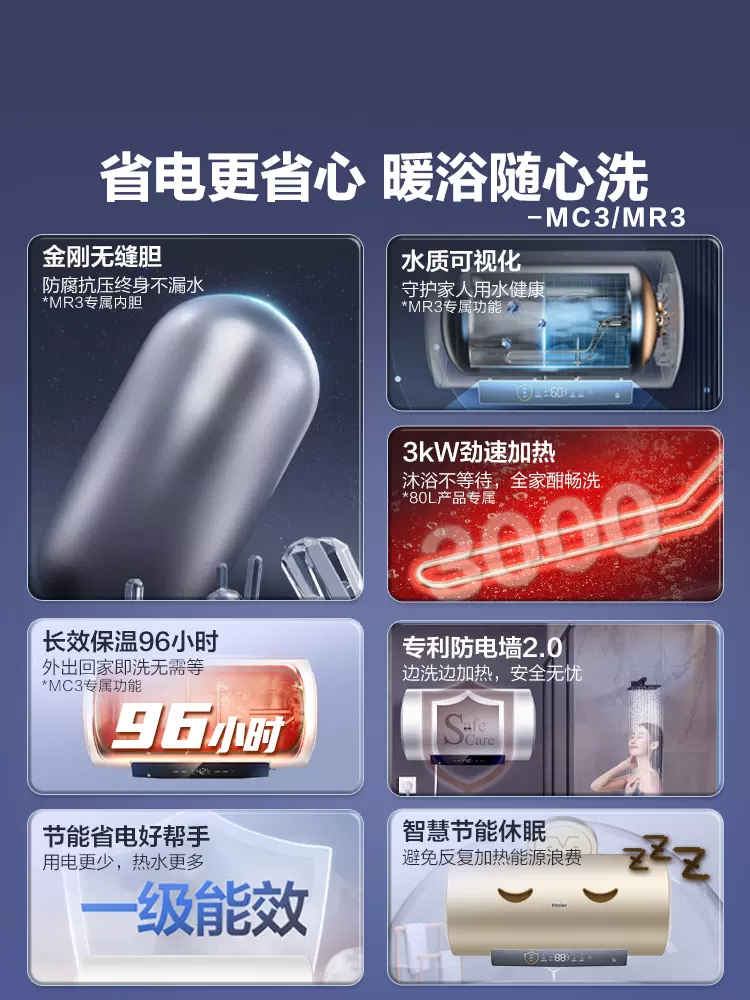 省电更省心 暖浴随心洗
-MC3/MR3
金刚无缝胆
防腐抗压终身不漏水
*MR3专属内胆
水质可视化
守护家人用水健康
*MR3专属功能
60
3kW劲速加热
沐浴不等待，全家酣畅洗
*80L产品专属
3000
长效保温96小时
外出回家即洗无需等
*MC3专属功能
96小时
42
专利防电墙2.0
边洗边加热，安全无忧
Safe
Care
节能省电好帮手
用电更少，热水更多
一级能效
智慧节能休眠
避免反复加热能源浪费
ZZZ
Haier
88